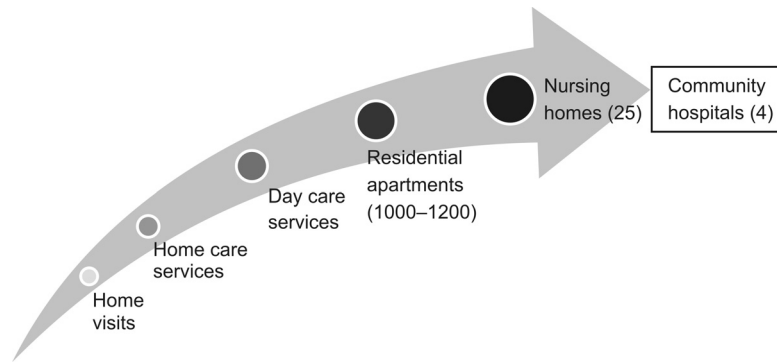 Nursing
homes (25)
Community
hospitals (4)
Residential
apartments
(1000–1200)
Day care
services
Home care
services
Home
visits